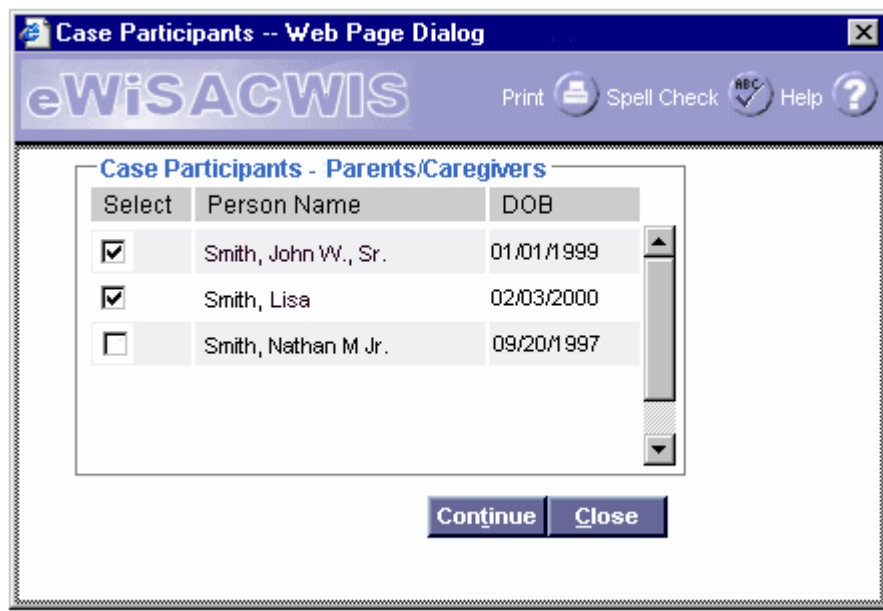 Case Participants -- Web Page Dialog
eWiSACWIS Print Spell Check ABC Help ?
Case Participants - Parents/Caregivers
Select Person Name DOB
Smith, John W., Sr. 01/01/1999
Smith, Lisa 02/03/2000
Smith, Nathan M Jr. 09/20/1997
Continue Close